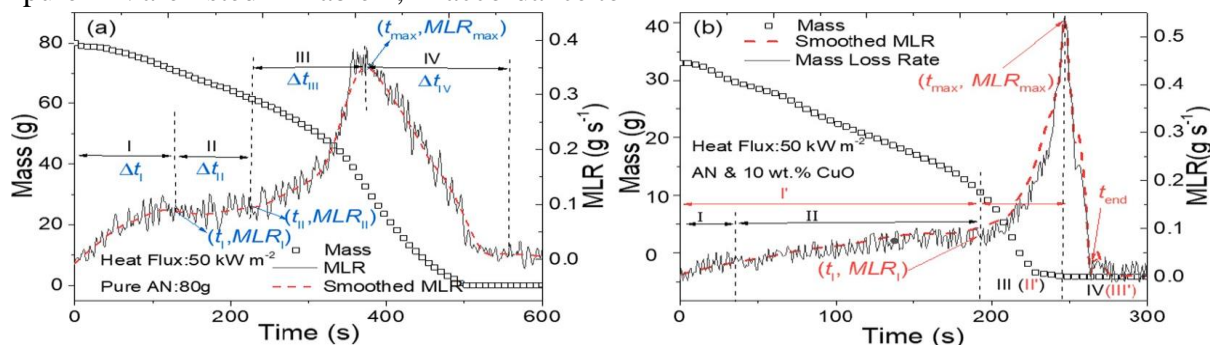 (a)
(t_max, MLR_max)
III
IV
Δt_III
Δt_IV
I
II
Δt_I
Δt_II
(t_II, MLR_II)
(t_I, MLR_I)
Mass
MLR
Smoothed MLR
Heat Flux:50 kW m⁻²
Pure AN:80g
80
60
40
20
0
Mass (g)
0.4
0.3
0.2
0.1
0.0
MLR (g s⁻¹)
0 200 400 600
Time (s)
(b)
Mass
Smoothed MLR
Mass Loss Rate
(t_max, MLR_max)
Heat Flux:50 kW m⁻²
AN & 10 wt.% CuO
I'
I
II
t_end
(t_I', MLR_I)
III (II')
IV(III')
40
30
20
10
0
Mass (g)
0.5
0.4
0.3
0.2
0.1
0.0
MLR(g s⁻¹)
0 100 200 300
Time (s)